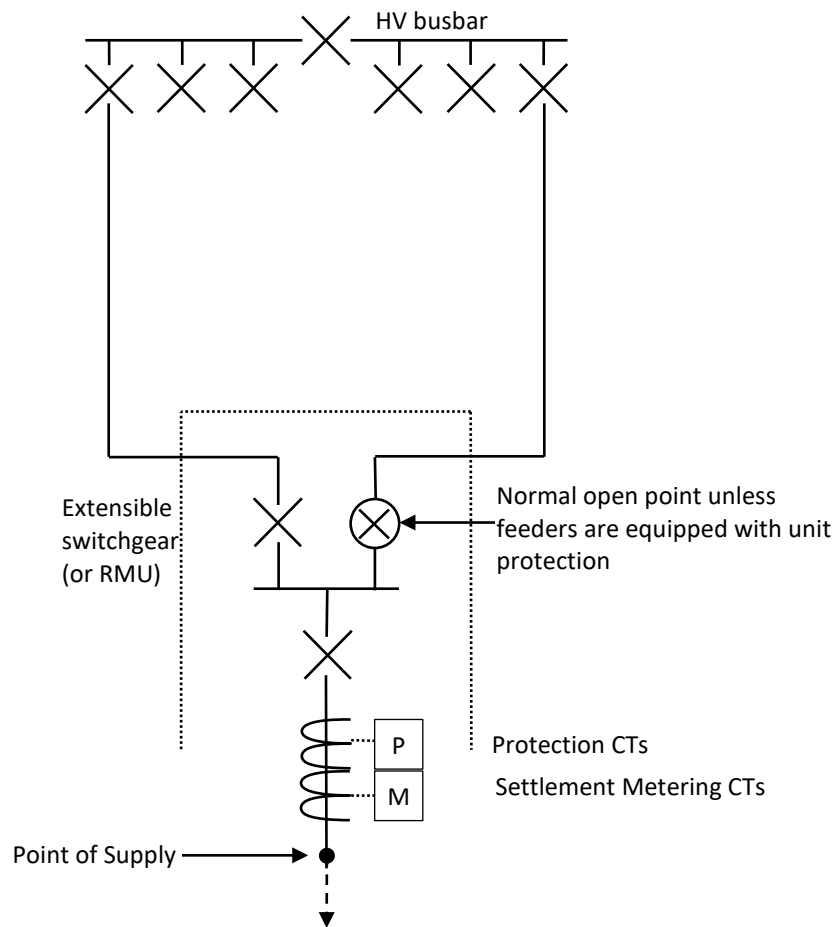 HV busbar
Extensible
switchgear
(or RMU)
Normal open point unless
feeders are equipped with unit
protection
P
Protection CTs
M
Settlement Metering CTs
Point of Supply